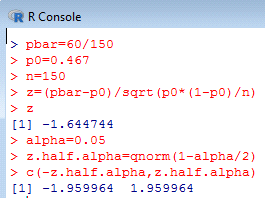 R Console
> pbar=60/150
> p0=0.467
> n=150
> z=(pbar-p0)/sqrt(p0*(1-p0)/n)
> z
[1] -1.644744
> alpha=0.05
> z.half.alpha=qnorm(1-alpha/2)
> c(-z.half.alpha,z.half.alpha)
[1] -1.959964  1.959964